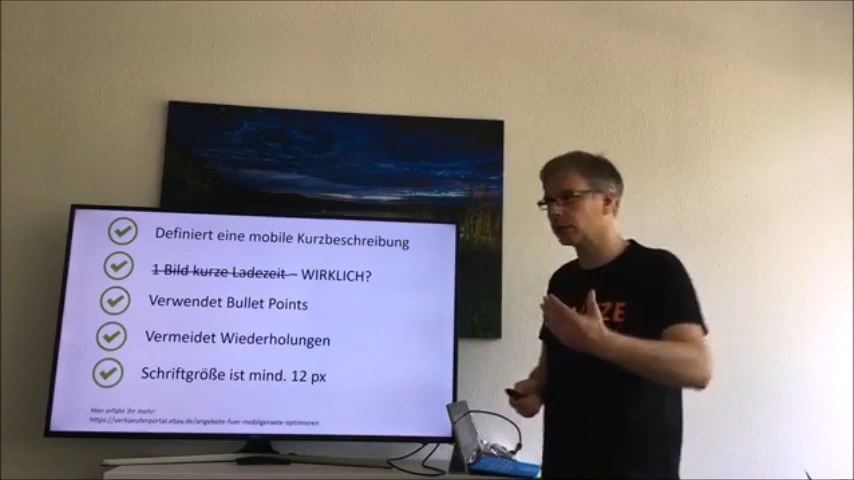 Definiert eine mobile Kurzbeschreibung
1 Bild kurze Ladezeit – WIRKLICH?
Verwendet Bullet Points
Vermeidet Wiederholungen
Schriftgröße ist mind. 12 px
Hier erfahr ihr mehr:
https://verkaeuferportal.ebay.de/angebote-fuer-mobilgeraete-optimieren